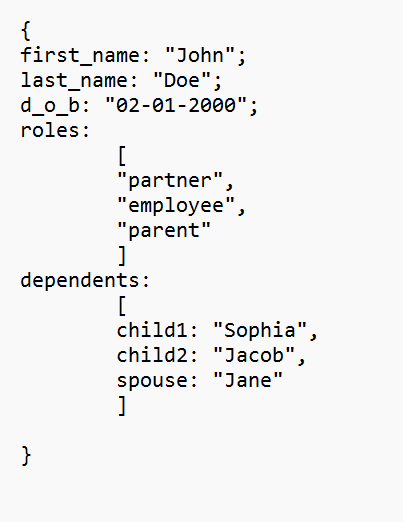 {
first_name: "John";
last_name: "Doe";
d_o_b: "02-01-2000";
roles:
[
"partner",
"employee",
"parent"
]
dependents:
[
child1: "Sophia",
child2: "Jacob",
spouse: "Jane"
]
}